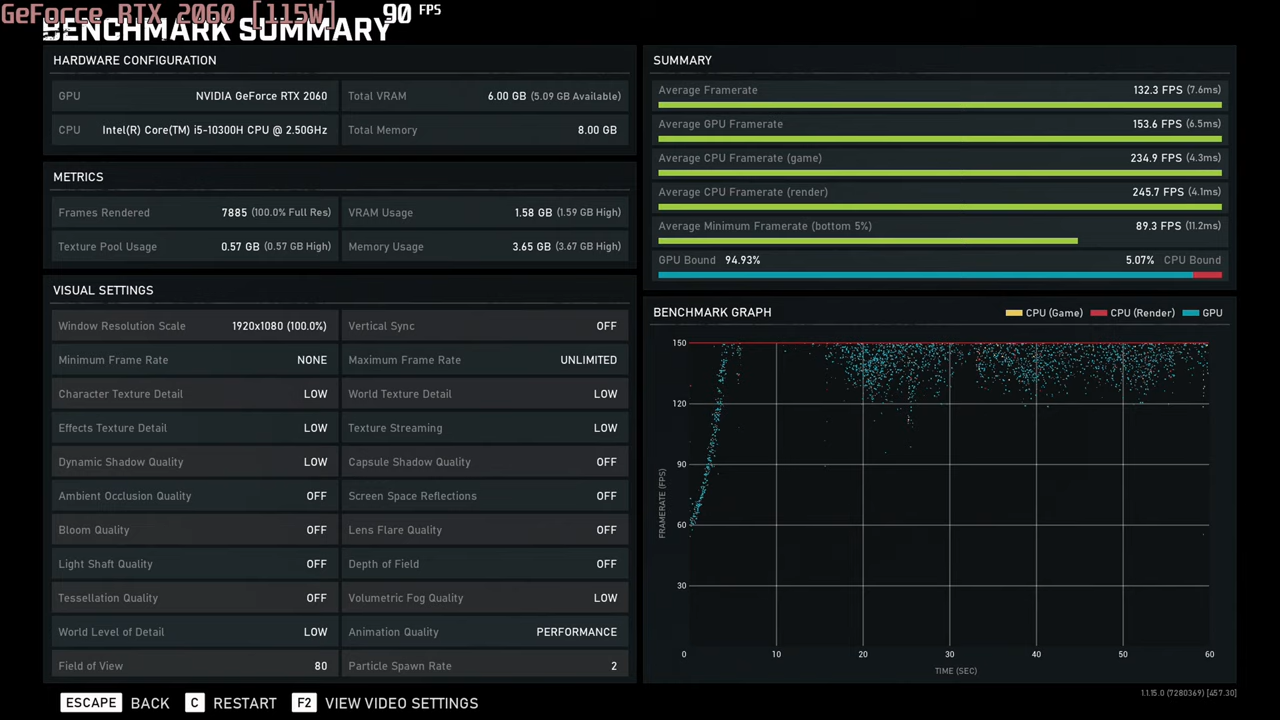 GeForce RTX 2060 [115W] 90 FPS
BENCHMARK SUMMARY
HARDWARE CONFIGURATION
GPU NVIDIA GeForce RTX 2060 Total VRAM 6.00 GB (5.09 GB Available)
CPU Intel(R) Core(TM) i5-10300H CPU @ 2.50GHz Total Memory 8.00 GB
METRICS
Frames Rendered 7885 (100.0% Full Res) VRAM Usage 1.58 GB (1.59 GB High)
Texture Pool Usage 0.57 GB (0.57 GB High) Memory Usage 3.65 GB (3.67 GB High)
VISUAL SETTINGS
Window Resolution Scale 1920x1080 (100.0%) Vertical Sync OFF
Minimum Frame Rate NONE Maximum Frame Rate UNLIMITED
Character Texture Detail LOW World Texture Detail LOW
Effects Texture Detail LOW Texture Streaming LOW
Dynamic Shadow Quality LOW Capsule Shadow Quality OFF
Ambient Occlusion Quality OFF Screen Space Reflections OFF
Bloom Quality OFF Lens Flare Quality OFF
Light Shaft Quality OFF Depth of Field OFF
Tessellation Quality OFF Volumetric Fog Quality LOW
World Level of Detail LOW Animation Quality PERFORMANCE
Field of View 80 Particle Spawn Rate 2
SUMMARY
Average Framerate 132.3 FPS (7.6ms)
Average GPU Framerate 153.6 FPS (6.5ms)
Average CPU Framerate (game) 234.9 FPS (4.3ms)
Average CPU Framerate (render) 245.7 FPS (4.1ms)
Average Minimum Framerate (bottom 5%) 89.3 FPS (11.2ms)
GPU Bound 94.93% 5.07% CPU Bound
BENCHMARK GRAPH CPU (Game) CPU (Render) GPU
150
120
90
60
30
FRAMERATE (FPS)
0 10 20 30 40 50 60
TIME (SEC)
ESCAPE BACK C RESTART F2 VIEW VIDEO SETTINGS
1.1.15.0 (7280369) [457.30]